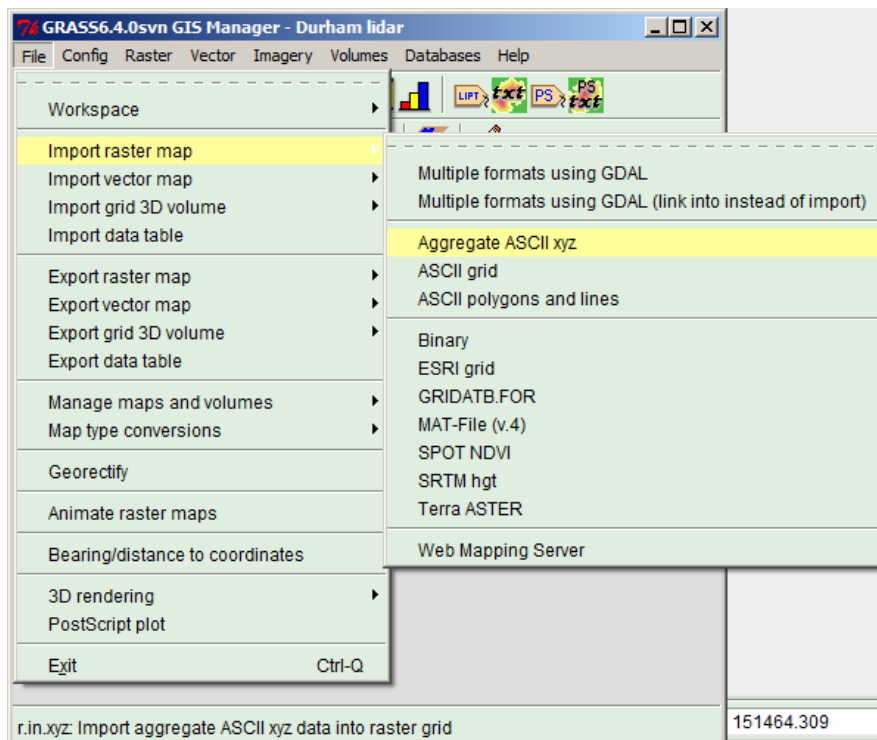 GRASS6.4.0svn GIS Manager - Durham lidar
File Config Raster Vector Imagery Volumes Databases Help
LIPT txt PS PS txt
Workspace
Import raster map
Import vector map
Import grid 3D volume
Import data table
Export raster map
Export vector map
Export grid 3D volume
Export data table
Manage maps and volumes
Map type conversions
Georectify
Animate raster maps
Bearing/distance to coordinates
3D rendering
PostScript plot
Exit Ctrl-Q
Multiple formats using GDAL
Multiple formats using GDAL (link into instead of import)
Aggregate ASCII xyz
ASCII grid
ASCII polygons and lines
Binary
ESRI grid
GRIDATB.FOR
MAT-File (v.4)
SPOT NDVI
SRTM hgt
Terra ASTER
Web Mapping Server
r.in.xyz: Import aggregate ASCII xyz data into raster grid
151464.309